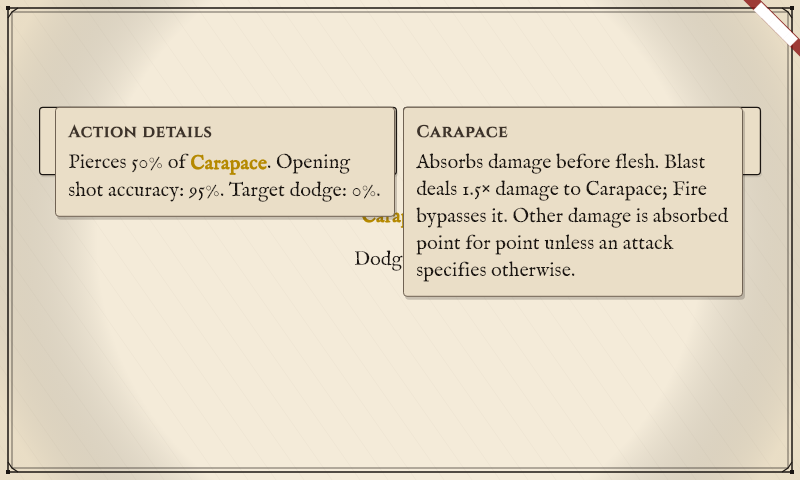 Action details
Pierces 50% of Carapace. Opening
shot accuracy: 95%. Target dodge: 0%.
Carapace
Absorbs damage before flesh. Blast
deals 1.5× damage to Carapace; Fire
bypasses it. Other damage is absorbed
point for point unless an attack
specifies otherwise.